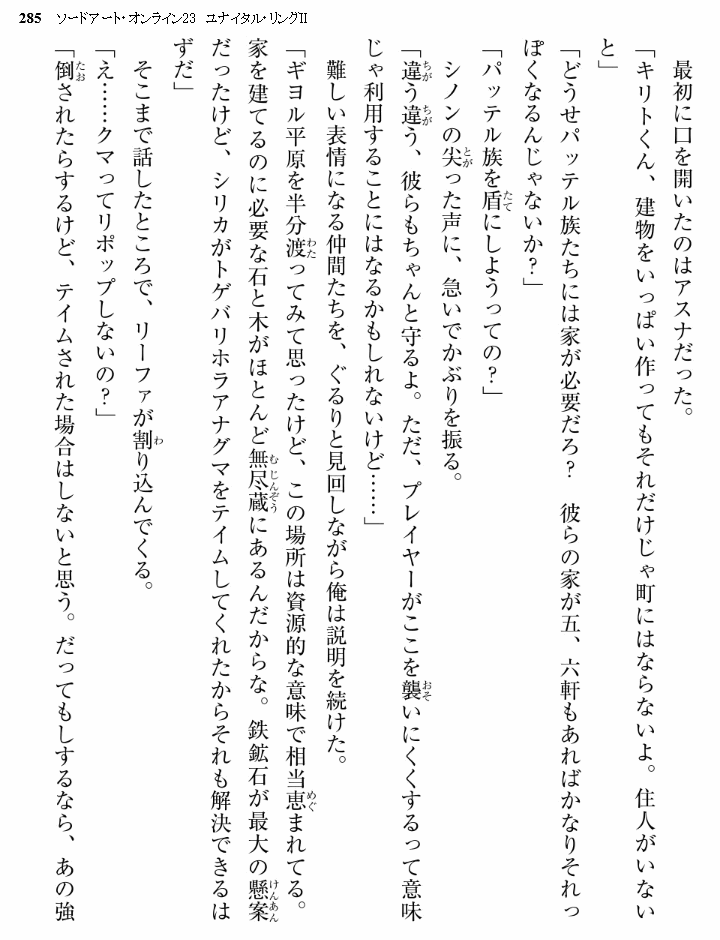 285 ソードアート・オンライン23 ユナイタル・リングⅡ
最初に口を開いたのはアスナだった。
「キリトくん、建物をいっぱい作ってもそれだけじゃ町にはならないよ。住人がいない
と」
「どうせパッテル族たちには家が必要だろ？　彼らの家が五、六軒もあればかなりそれっ
ぽくなるんじゃないか？」
「パッテル族を盾にしようっての？」
シノンの尖った声に、急いでかぶりを振る。
「違う違う、彼らもちゃんと守るよ。ただ、プレイヤーがここを襲いにくくするって意味
じゃ利用することにはなるかもしれないけど……」
難しい表情になる仲間たちを、ぐるりと見回しながら俺は説明を続けた。
「ギヨル平原を半分渡ってみて思ったけど、この場所は資源的な意味で相当恵まれてる。
家を建てるのに必要な石と木がほとんど無尽蔵にあるんだからな。鉄鉱石が最大の懸案
だったけど、シリカがトゲバリホラアナグマをテイムしてくれたからそれも解決できるは
ずだ」
そこまで話したところで、リーファが割り込んでくる。
「え……クマってリポップしないの？」
「倒されたらするけど、テイムされた場合はしないと思う。だってもしするなら、あの強